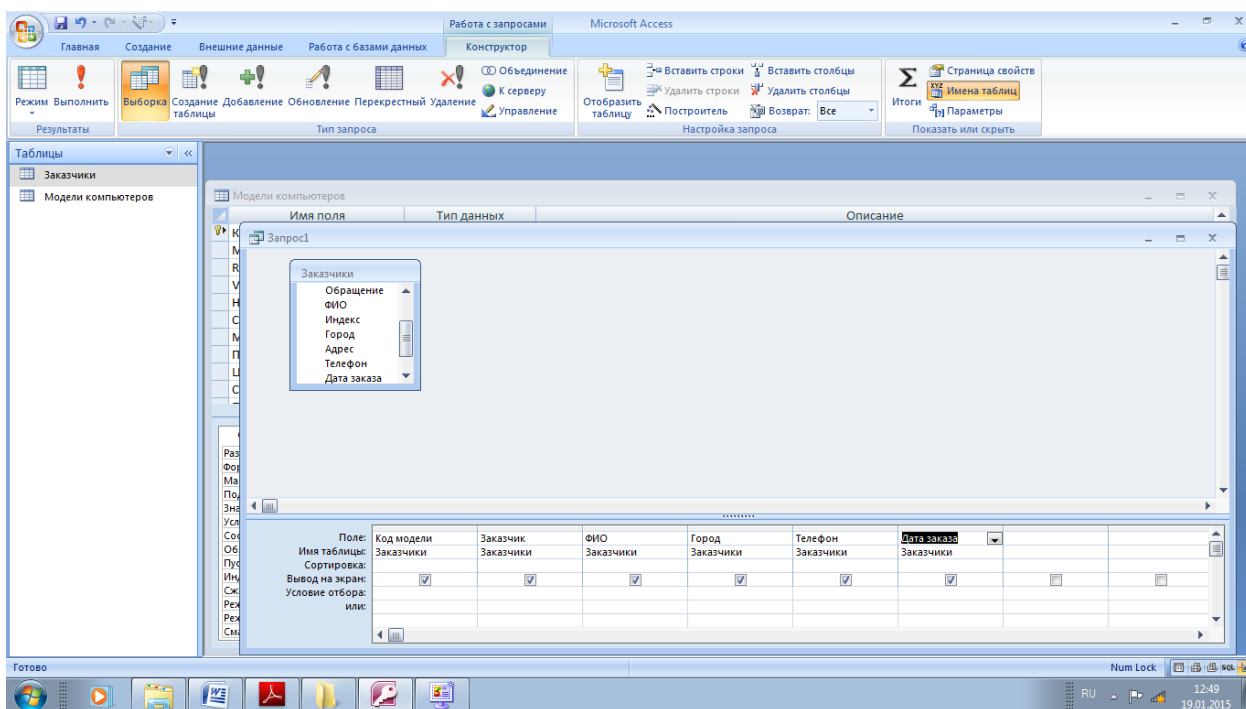 Работа с запросами Microsoft Access
Главная Создание Внешние данные Работа с базами данных Конструктор
Режим Выполнить
Результаты
Выборка Создание таблицы Добавление Обновление Перекрестный Удаление
Объединение
К серверу
Управление
Тип запроса
Отобразить таблицу
Вставить строки
Удалить строки
Построитель
Вставить столбцы
Удалить столбцы
Возврат: Все
Настройка запроса
Итоги
Страница свойств
Имена таблиц
Параметры
Показать или скрыть
Таблицы
Заказчики
Модели компьютеров
Модели компьютеров
Имя поля Тип данных Описание
Запрос1
Заказчики
Обращение
ФИО
Индекс
Город
Адрес
Телефон
Дата заказа
Поле: Код модели Заказчик ФИО Город Телефон Дата заказа
Имя таблицы: Заказчики Заказчики Заказчики Заказчики Заказчики Заказчики
Сортировка:
Вывод на экран:
Условие отбора:
или:
Готово Num Lock SQL
RU 12:49
19.01.2015